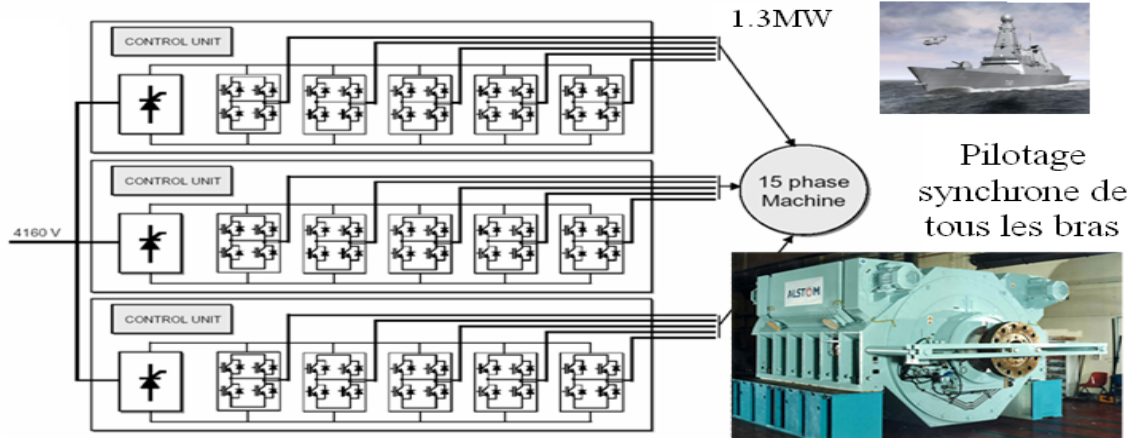 1.3MW
CONTROL UNIT
CONTROL UNIT
4160 V
CONTROL UNIT
15 phase
Machine
Pilotage
synchrone de
tous les bras
ALSTOM